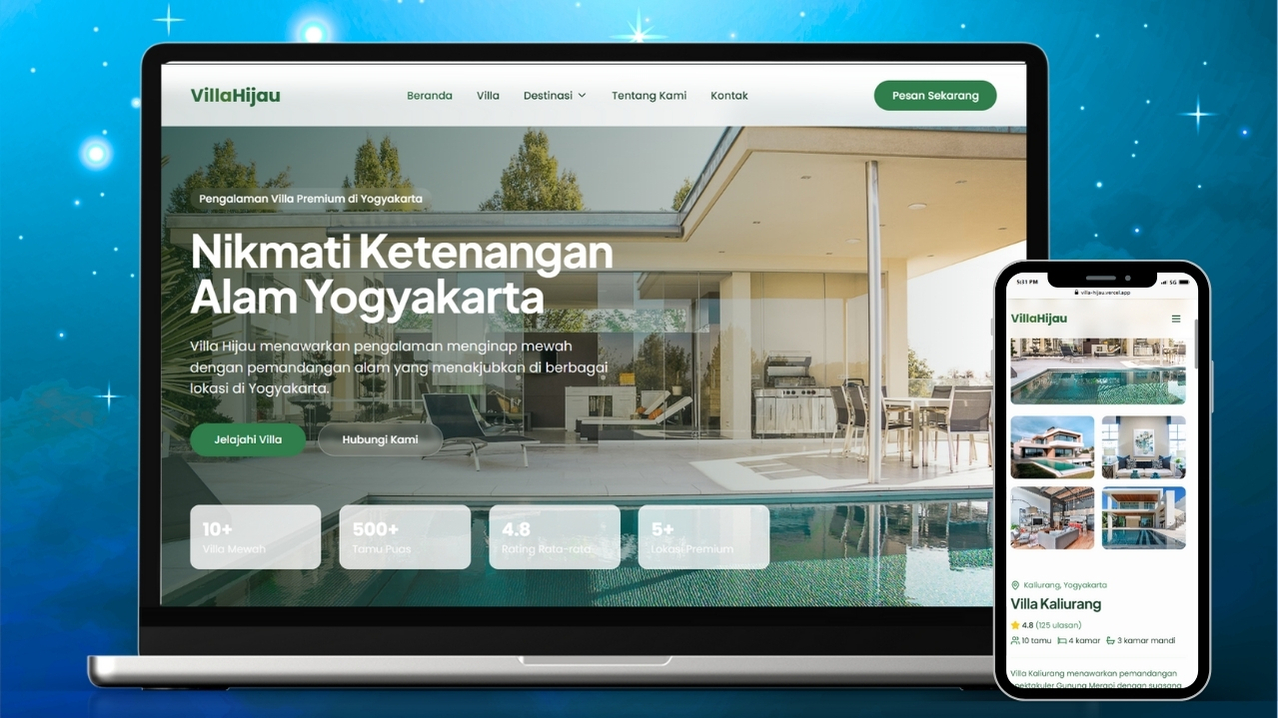 VillaHijau
Beranda Villa Destinasi Tentang Kami Kontak
Pesan Sekarang
Pengalaman Villa Premium di Yogyakarta
Nikmati Ketenangan
Alam Yogyakarta
Villa Hijau menawarkan pengalaman menginap mewah
dengan pemandangan alam yang menakjubkan di berbagai
lokasi di Yogyakarta.
Jelajahi Villa
Hubungi Kami
10+
Villa Mewah
500+
Tamu Puas
4.8
Rating Rata-rata
5+
Lokasi Premium
5:31 PM
5G
villa-hijau.vercel.app
VillaHijau
Kaliurang, Yogyakarta
Villa Kaliurang
4.8 (125 ulasan)
10 tamu 4 kamar 3 kamar mandi
Villa Kaliurang menawarkan pemandangan
spektakuler Gunung Merapi dengan suasana